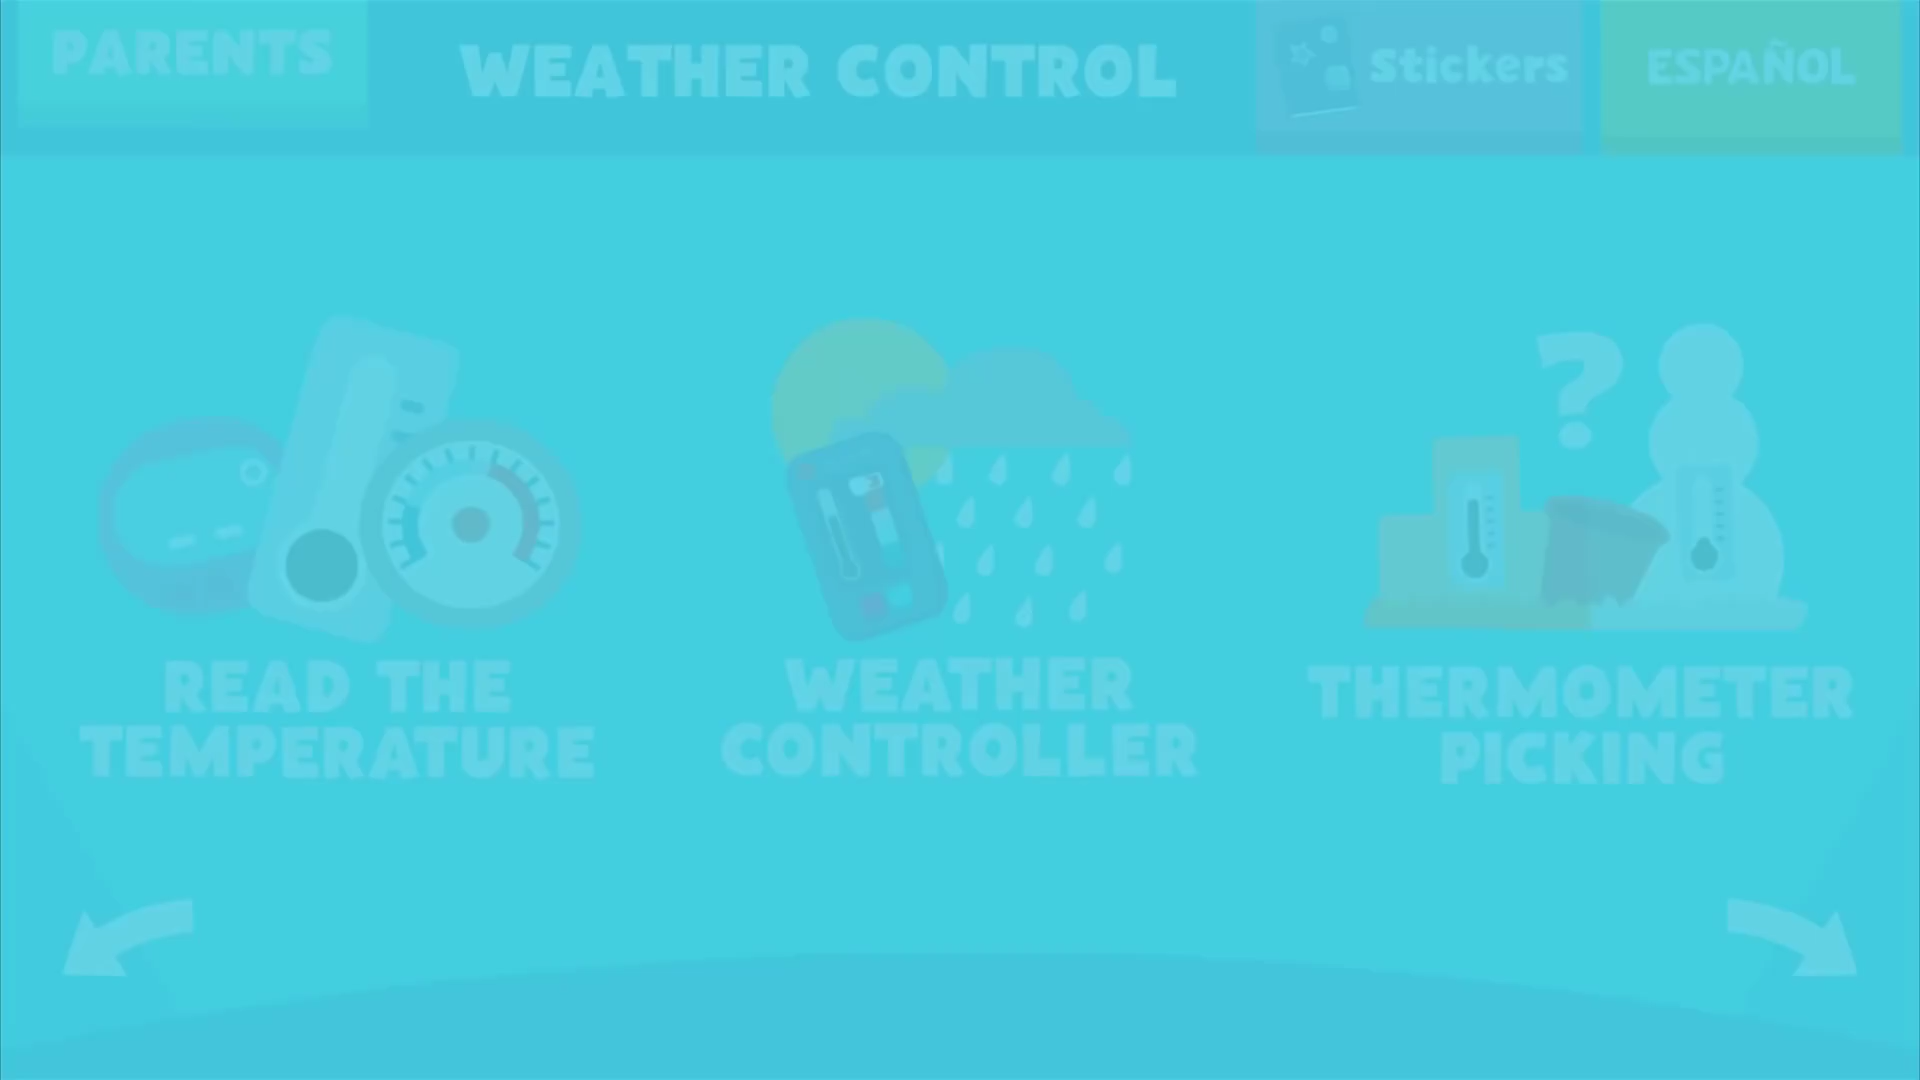 PARENTS
WEATHER CONTROL
Stickers
ESPAÑOL
READ THE
TEMPERATURE
WEATHER
CONTROLLER
THERMOMETER
PICKING